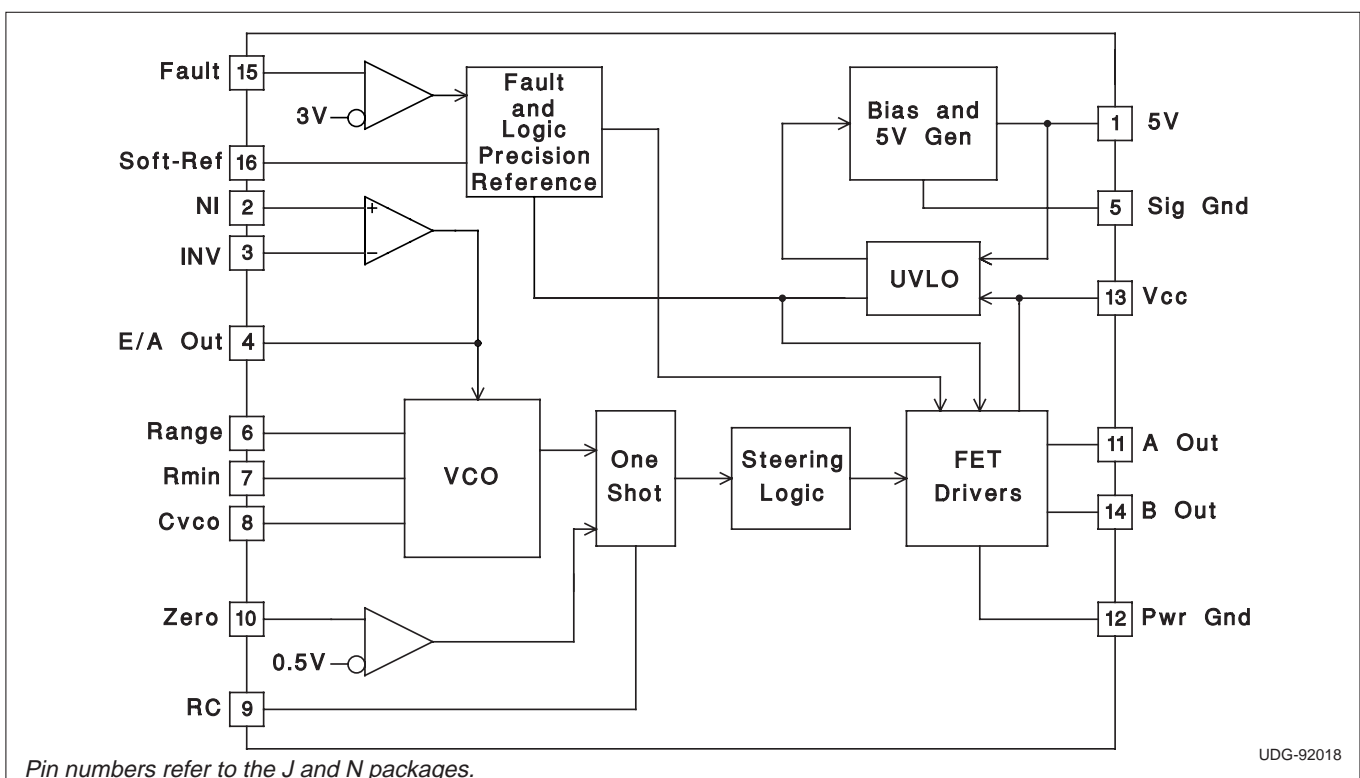 Fault 15
3V
Soft-Ref 16
NI 2
+
INV 3
−
E/A Out 4
Range 6
Rmin 7
Cvco 8
Zero 10
0.5V
RC 9
Fault
and
Logic
Precision
Reference
Bias and
5V Gen
1 5V
5 Sig Gnd
UVLO
13 Vcc
VCO
One
Shot
Steering
Logic
FET
Drivers
11 A Out
14 B Out
12 Pwr Gnd
UDG-92018
Pin numbers refer to the J and N packages.